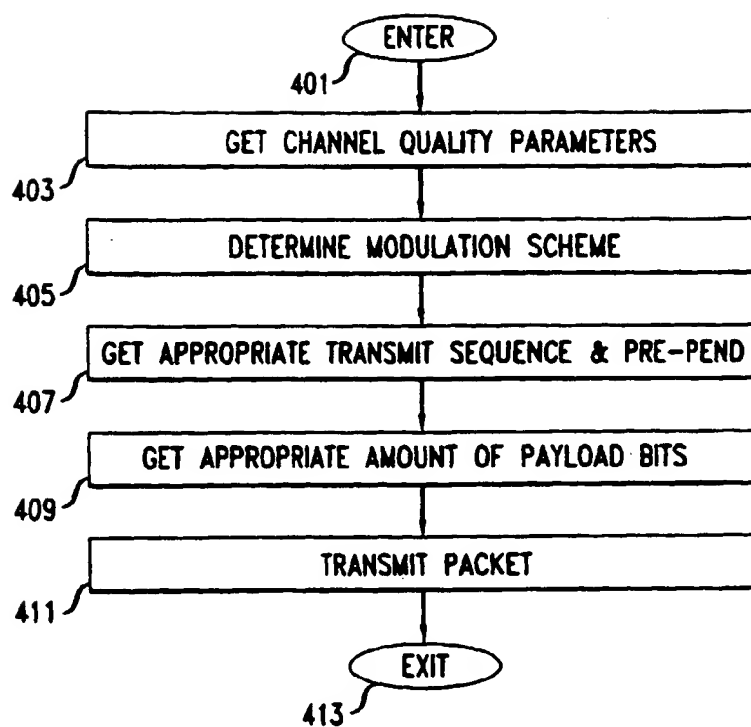 ENTER
401
GET CHANNEL QUALITY PARAMETERS
403
DETERMINE MODULATION SCHEME
405
GET APPROPRIATE TRANSMIT SEQUENCE & PRE-PEND
407
GET APPROPRIATE AMOUNT OF PAYLOAD BITS
409
TRANSMIT PACKET
411
EXIT
413